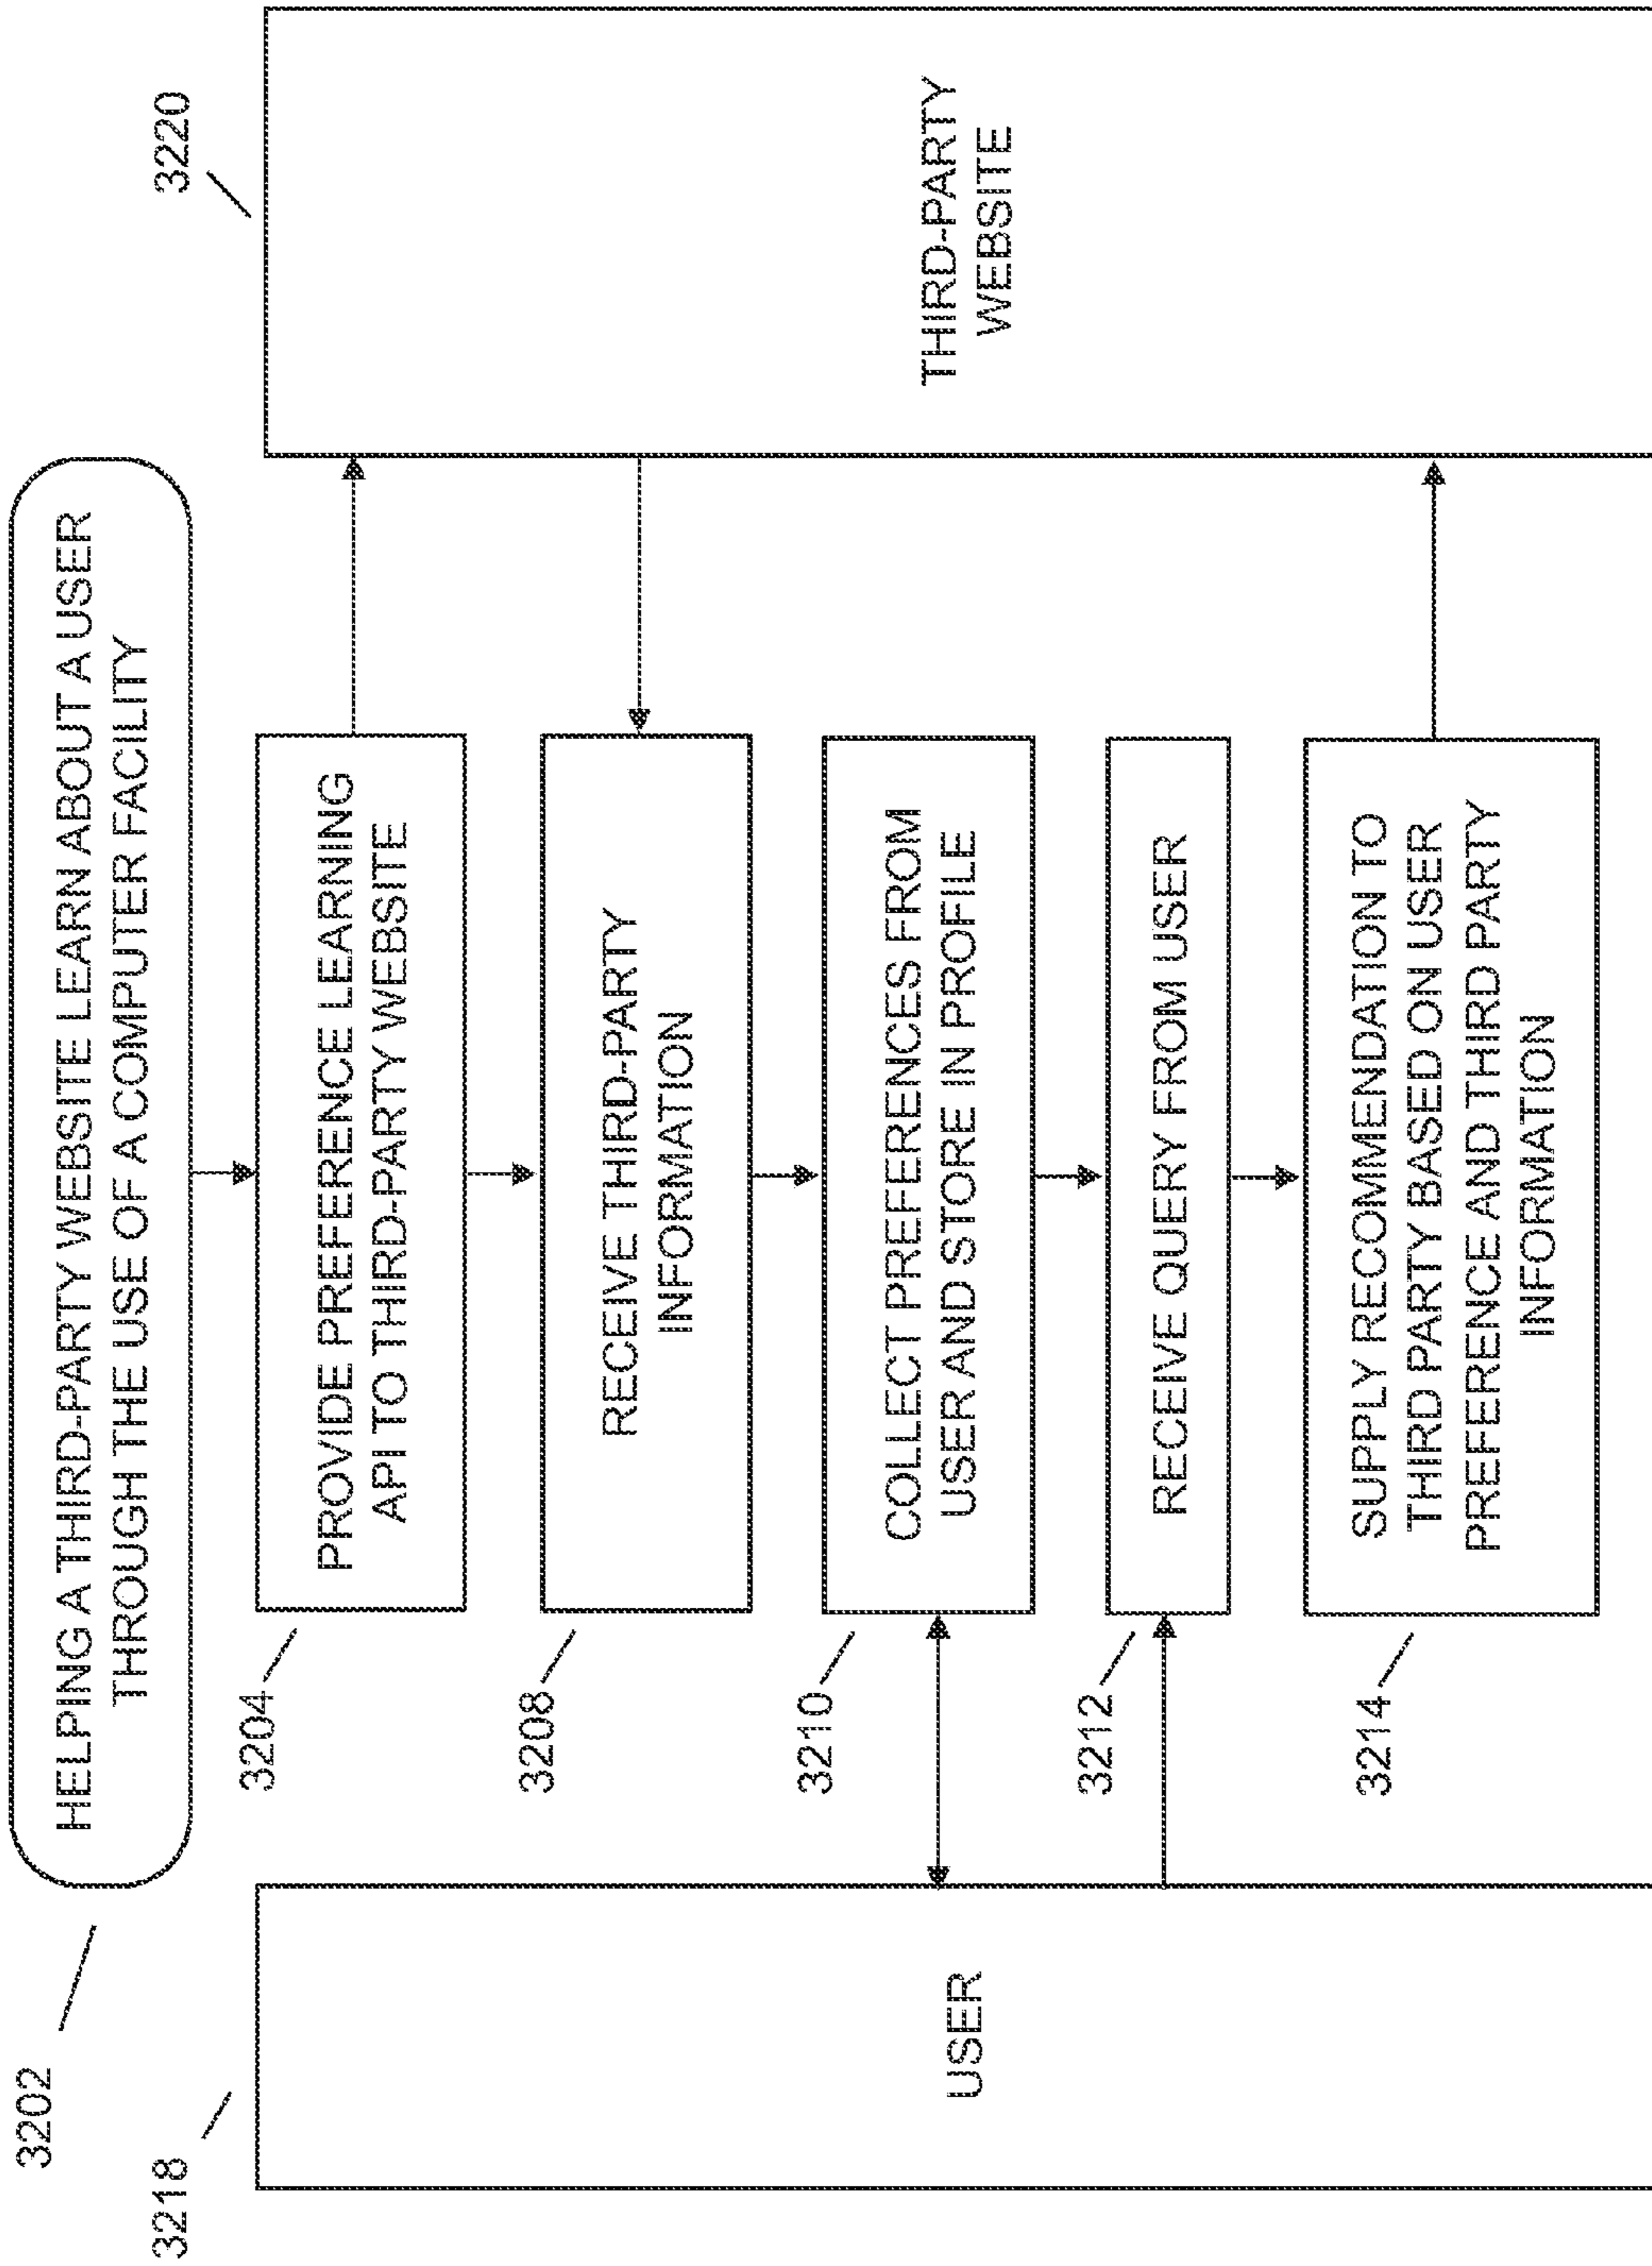 3202
HELPING A THIRD-PARTY WEBSITE LEARN ABOUT A USER
THROUGH THE USE OF A COMPUTER FACILITY
3218
USER
3204
PROVIDE PREFERENCE LEARNING
API TO THIRD-PARTY WEBSITE
3208
RECEIVE THIRD-PARTY
INFORMATION
3210
COLLECT PREFERENCES FROM
USER AND STORE IN PROFILE
3212
RECEIVE QUERY FROM USER
3214
SUPPLY RECOMMENDATION TO
THIRD PARTY BASED ON USER
PREFERENCE AND THIRD PARTY
INFORMATION
3220
THIRD-PARTY
WEBSITE